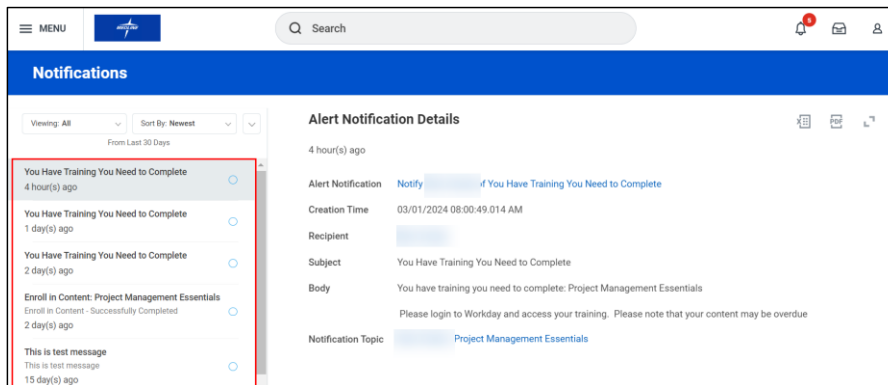 MENU
Search
6
Notifications
Viewing: All
Sort By: Newest
From Last 30 Days
You Have Training You Need to Complete
4 hour(s) ago
You Have Training You Need to Complete
1 day(s) ago
You Have Training You Need to Complete
2 day(s) ago
Enroll in Content: Project Management Essentials
Enroll in Content - Successfully Completed
2 day(s) ago
This is test message
This is test message
15 day(s) ago
Alert Notification Details
PDF
4 hour(s) ago
Alert Notification Notify of You Have Training You Need to Complete
Creation Time 03/01/2024 08:00:49.014 AM
Recipient
Subject You Have Training You Need to Complete
Body You have training you need to complete: Project Management Essentials
Please login to Workday and access your training. Please note that your content may be overdue
Notification Topic Project Management Essentials